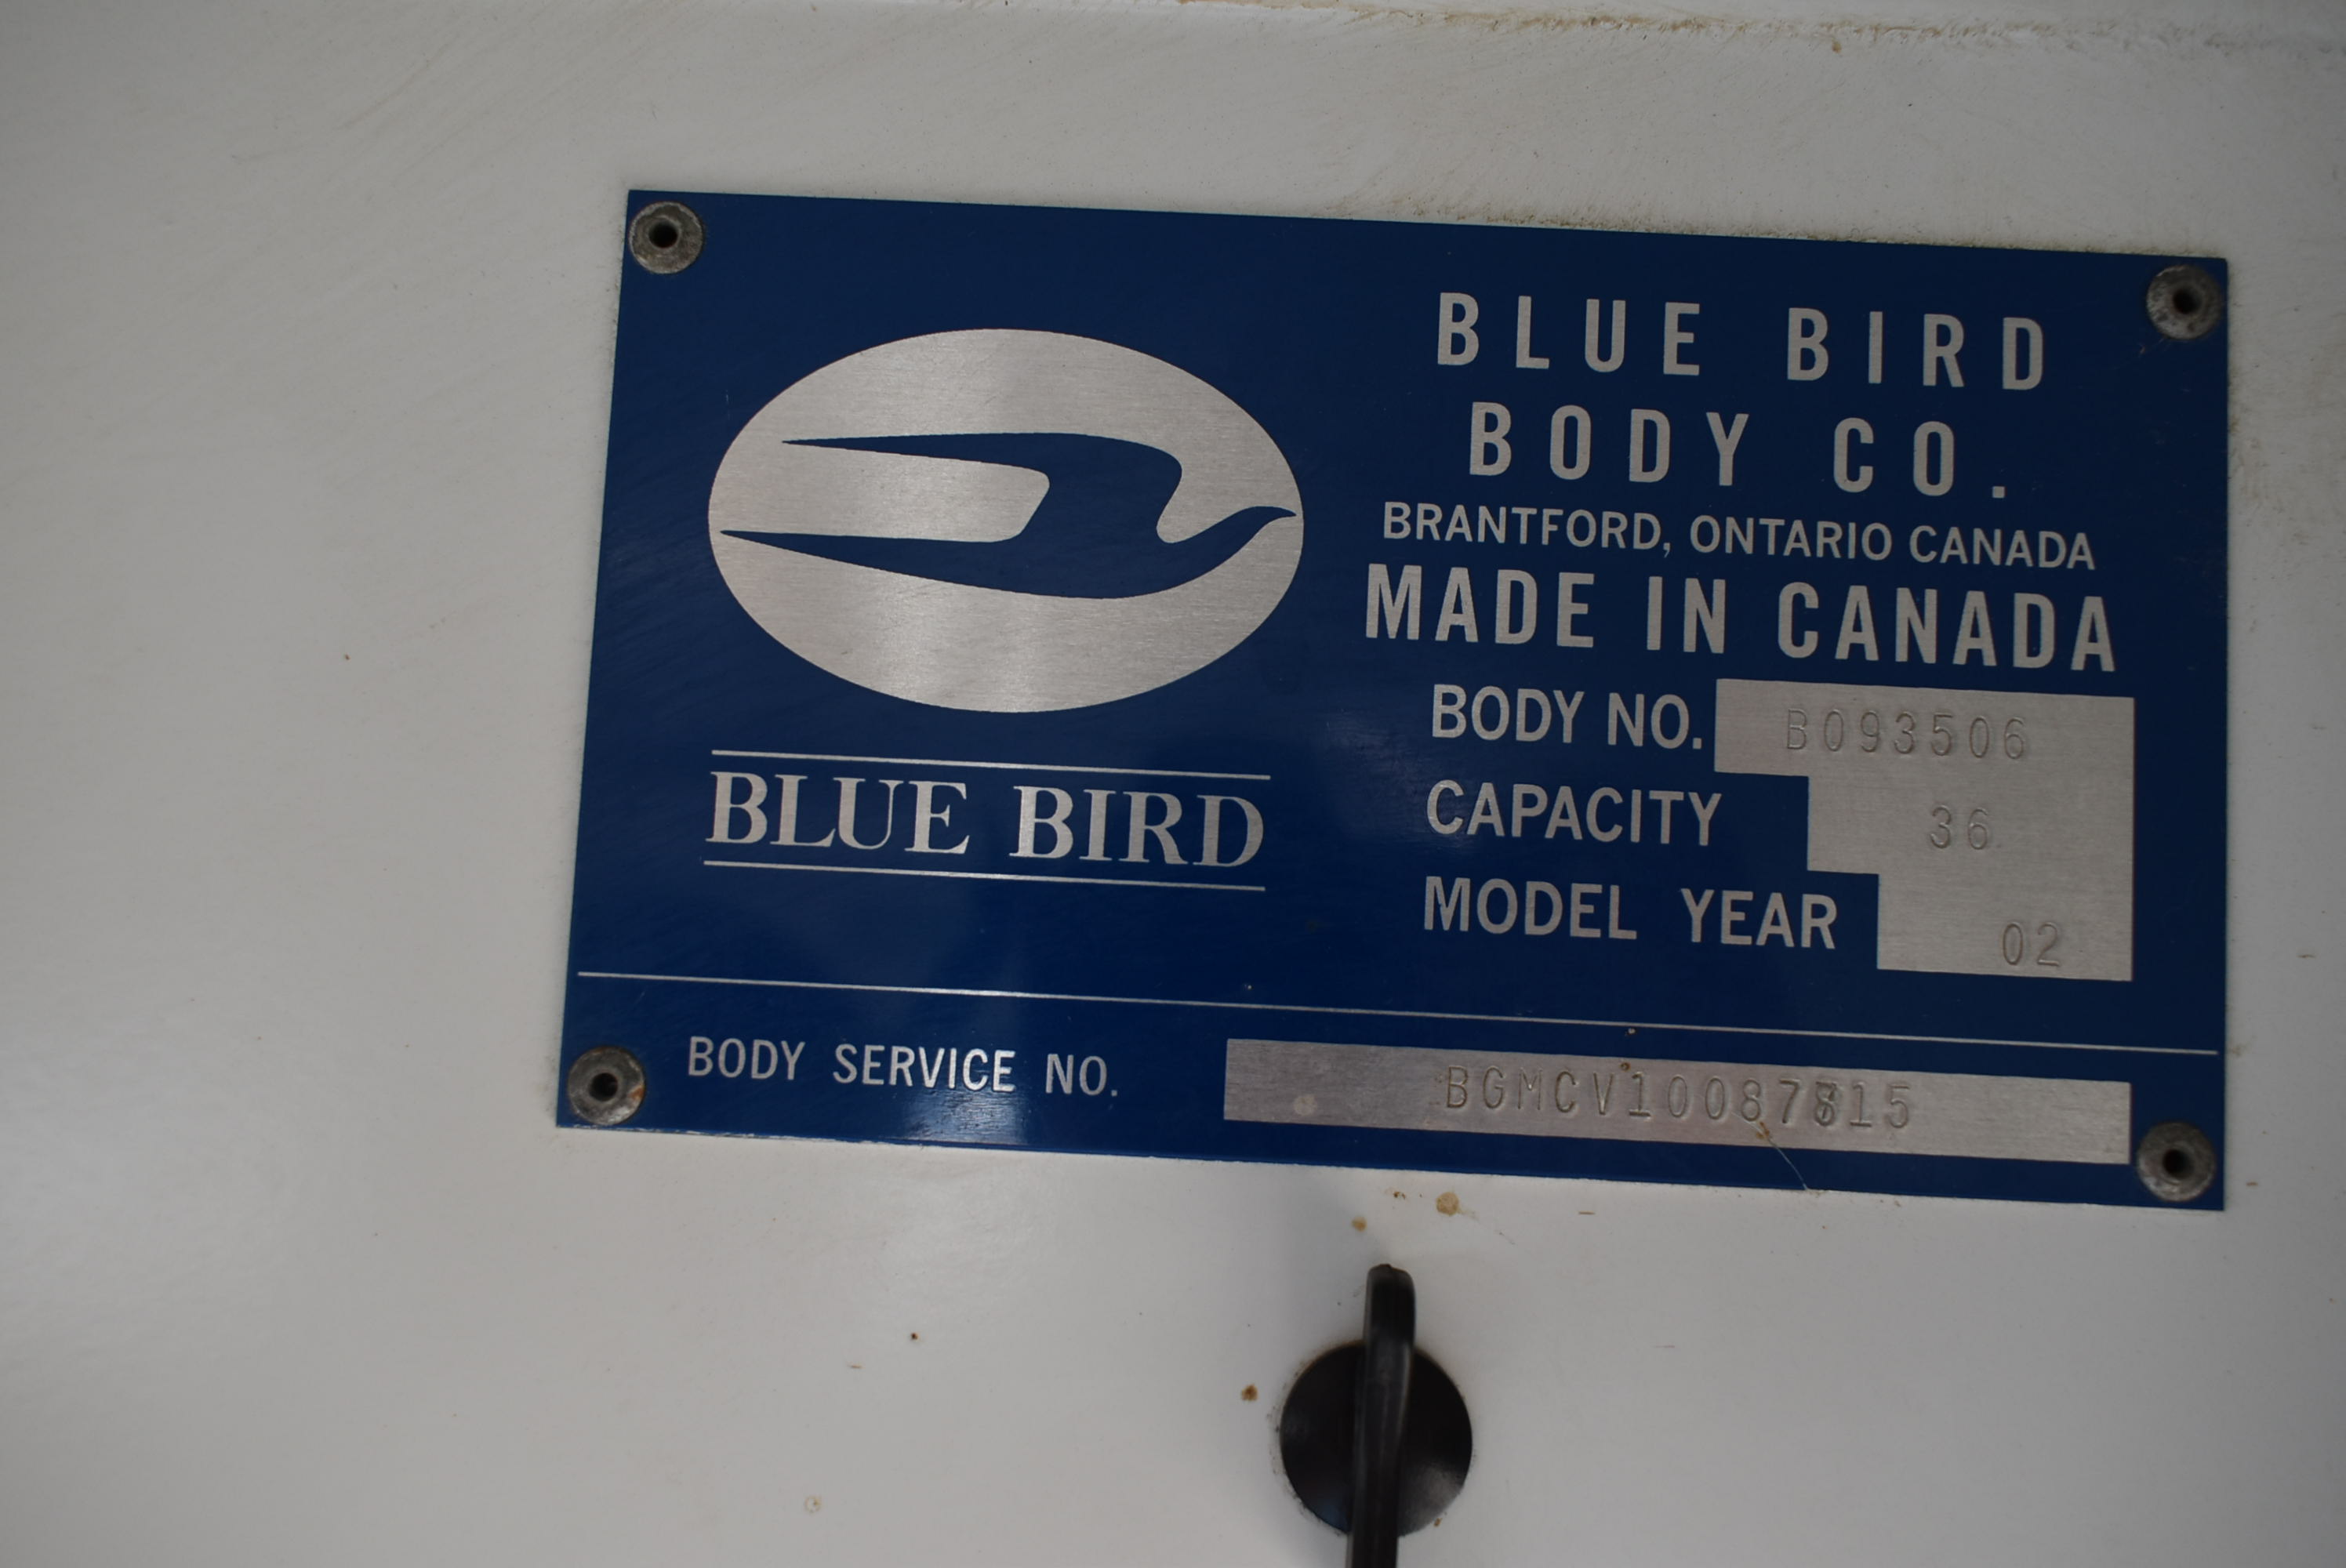 BLUE BIRD
BODY CO.
BRANTFORD, ONTARIO CANADA
MADE IN CANADA
BODY NO. B093506
CAPACITY 36
MODEL YEAR 02
BLUE BIRD
BODY SERVICE NO.